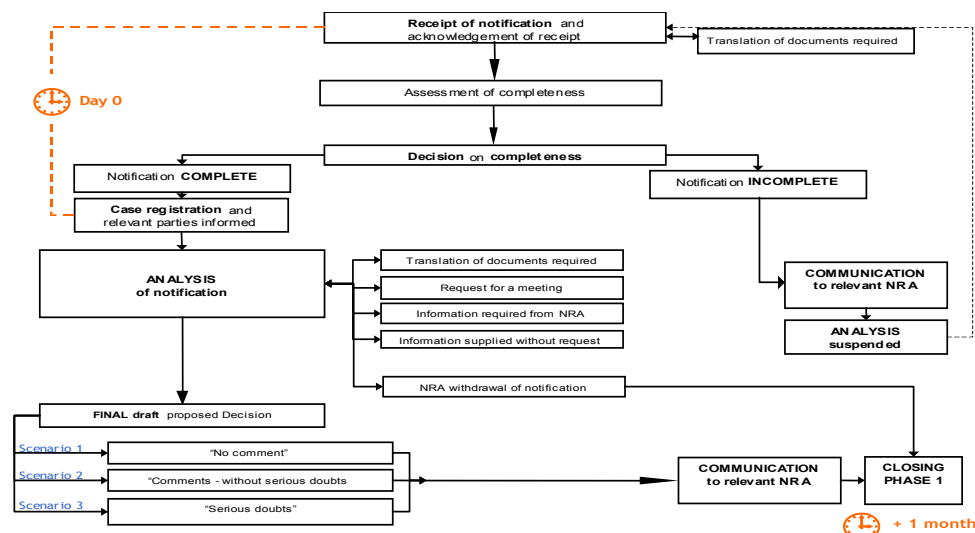 Receipt of notification and
acknowledgement of receipt
Translation of documents required
Day 0
Assessment of completeness
Decision on completeness
Notification COMPLETE
Notification INCOMPLETE
Case registration and
relevant parties informed
ANALYSIS
of notification
Translation of documents required
Request for a meeting
Information required from NRA
Information supplied without request
COMMUNICATION
to relevant NRA
ANALYSIS
suspended
NRA withdrawal of notification
FINAL draft proposed Decision
Scenario 1
"No comment"
Scenario 2
"Comments - without serious doubts
Scenario 3
"Serious doubts"
COMMUNICATION
to relevant NRA
CLOSING
PHASE 1
+ 1 month